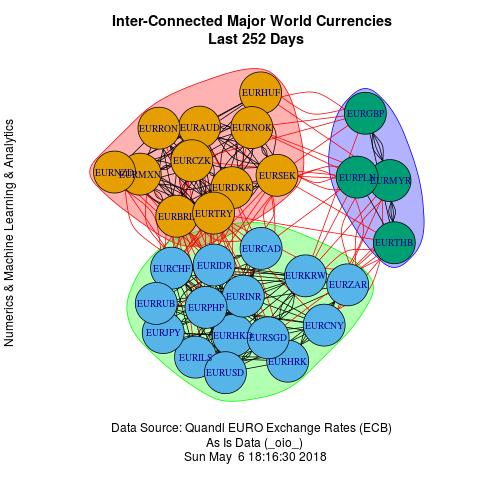 Inter-Connected Major World Currencies
Last 252 Days
Numerics & Machine Learning & Analytics
EURHUF
EURGBP
EURRON
EURAUD
EURNOK
EURCZK
EURMXN
EURDKK
EURSEK
EURPLN
EURMYR
EURBRL
EURTRY
EURTHB
EURCAD
EURCHF
EURIDR
EURKRW
EURZAR
EURRUB
EURPHP
EURINR
EURCNY
EURJPY
EURHKD
EURSGD
EURILS
EURHRK
EURUSD
Data Source: Quandl EURO Exchange Rates (ECB)
As Is Data (_oio_)
Sun May  6 18:16:30 2018